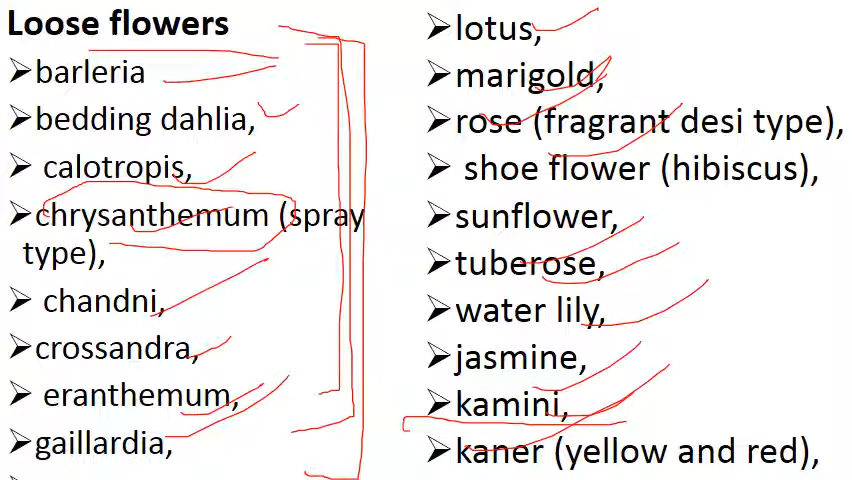 Loose flowers
➢barleria
➢bedding dahlia,
➢ calotropis,
➢chrysanthemum (spray
type),
➢ chandni,
➢crossandra,
➢ eranthemum,
➢gaillardia,
➢lotus,
➢marigold,
➢rose (fragrant desi type),
➢ shoe flower (hibiscus),
➢sunflower,
➢tuberose,
➢water lily,
➢jasmine,
➢kamini,
➢kaner (yellow and red),